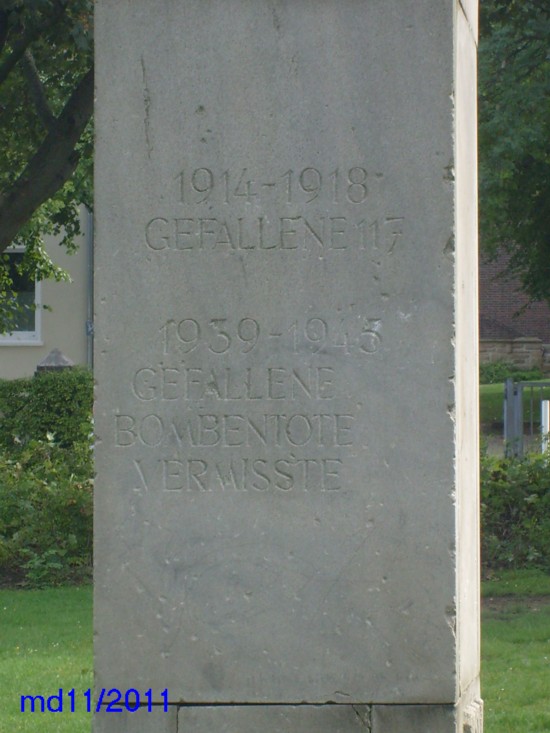 1914-1918
GEFALLENE 117
1939-1945
GEFALLENE
BOMBENTOTE
VERMISSTE
md11/2011